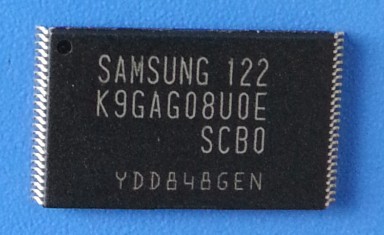 SAMSUNG 122
K9GAG08U0E
SCB0
YDD848GEN